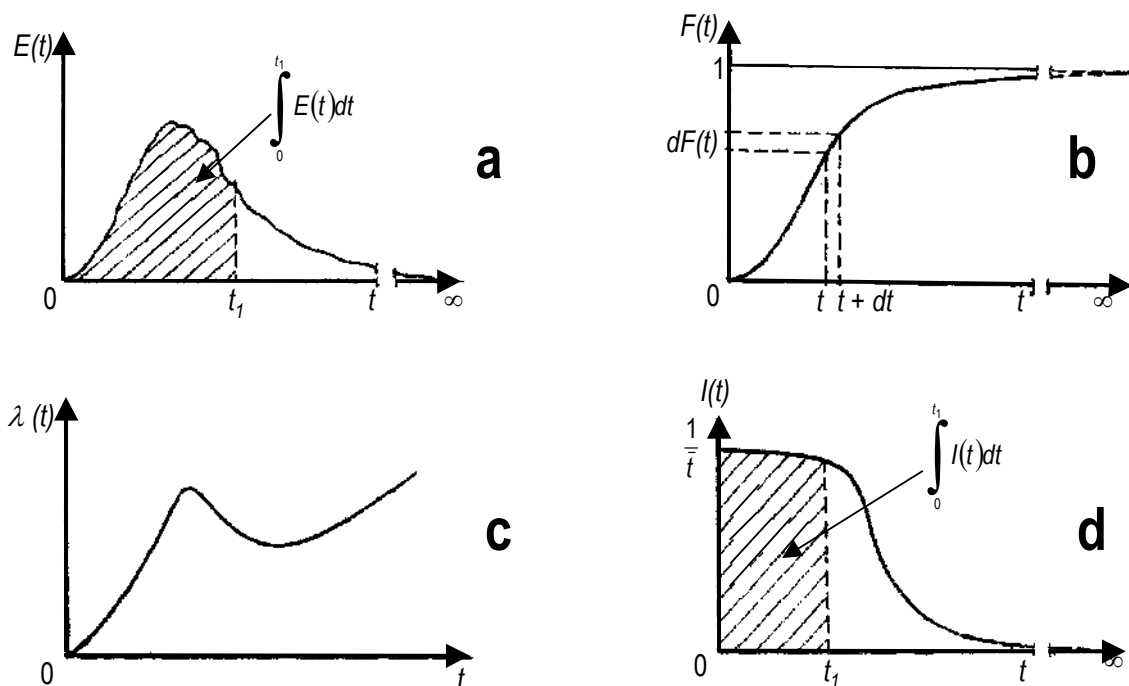 E(t)
t₁
∫ E(t)dt
0
a
0
t₁
t
∞
F(t)
1
dF(t)
b
0
t
t + dt
t
∞
λ (t)
c
0
t
I(t)
1
t̄
t₁
∫ I(t)dt
0
d
0
t₁
t
∞